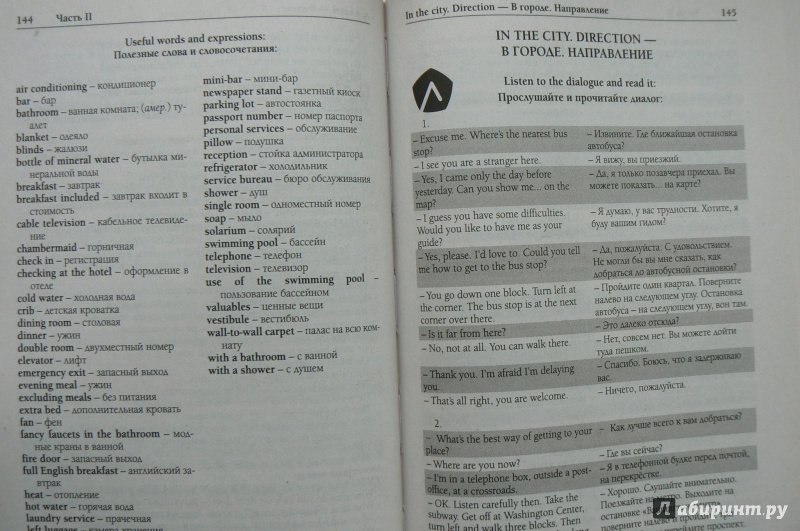 144 Часть II
Useful words and expressions:
Полезные слова и словосочетания:
air conditioning – кондиционер
bar – бар
bathroom – ванная комната; (амер.) ту-
алет
blanket – одеяло
blinds – жалюзи
bottle of mineral water – бутылка ми-
неральной воды
breakfast – завтрак
breakfast included – завтрак входит в
стоимость
cable television – кабельное телевиде-
ние
chambermaid – горничная
check in – регистрация
checking at the hotel – оформление в
отеле
cold water – холодная вода
crib – детская кроватка
dining room – столовая
dinner – ужин
double room – двухместный номер
elevator – лифт
emergency exit – запасный выход
evening meal – ужин
excluding meals – без питания
extra bed – дополнительная кровать
fan – фен
fancy faucets in the bathroom – мод-
ные краны в ванной
fire door – запасный выход
full English breakfast – английский за-
втрак
heat – отопление
hot water – горячая вода
laundry service – прачечная
mini-bar – мини-бар
newspaper stand – газетный киоск
parking lot – автостоянка
passport number – номер паспорта
personal services – обслуживание
pillow – подушка
reception – стойка администратора
refrigerator – холодильник
service bureau – бюро обслуживания
shower – душ
single room – одноместный номер
soap – мыло
solarium – солярий
swimming pool – бассейн
telephone – телефон
television – телевизор
use of the swimming pool –
пользование бассейном
valuables – ценные вещи
vestibule – вестибюль
wall-to-wall carpet – палас на всю ком-
нату
with a bathroom – с ванной
with a shower – с душем
In the city. Direction — В городе. Направление 145
IN THE CITY. DIRECTION —
В ГОРОДЕ. НАПРАВЛЕНИЕ
Listen to the dialogue and read it:
Прослушайте и прочитайте диалог:
1.
– Excuse me. Where's the nearest bus
stop?
– I see you are a stranger here.
– Yes, I came only the day before
yesterday. Can you show me... on the
map?
– I guess you have some difficulties.
Would you like to have me as your
guide?
– Yes, please. I'd love to. Could you tell
me how to get to the bus stop?
– You go down one block. Turn left at
the corner. The bus stop is at the next
corner over there.
– Is it far from here?
– No, not at all. You can walk there.
– Thank you. I'm afraid I'm delaying
you.
– That's all right, you are welcome.
– Извините. Где ближайшая остановка
автобуса?
– Я вижу, вы приезжий.
– Да, я только позавчера приехал. Вы
можете показать... на карте?
– Я думаю, у вас трудности. Хотите, я
буду вашим гидом?
– Да, пожалуйста. С удовольствием.
Не могли бы вы мне сказать, как
добраться до автобусной остановки?
– Пройдите один квартал. Поверните
налево на следующем углу. Остановка
автобуса – на следующем углу, вон там.
– Это далеко отсюда?
– Нет, совсем нет. Вы можете дойти
туда пешком.
– Спасибо. Боюсь, что я задерживаю
вас.
– Ничего, пожалуйста.
2.
– What's the best way of getting to your
place?
– Where are you now?
– I'm in a telephone box, outside a post-
office, at a crossroads.
– OK. Listen carefully then. Take the
subway. Get off at Washington Center,
turn left and walk three blocks. Then
– Как лучше всего к вам добраться?
– Где вы сейчас?
– Я в телефонной будке перед почтой,
на перекрёстке.
– Хорошо. Слушайте внимательно.
Поезжайте на метро. Выходите на
Лабиринт.ру